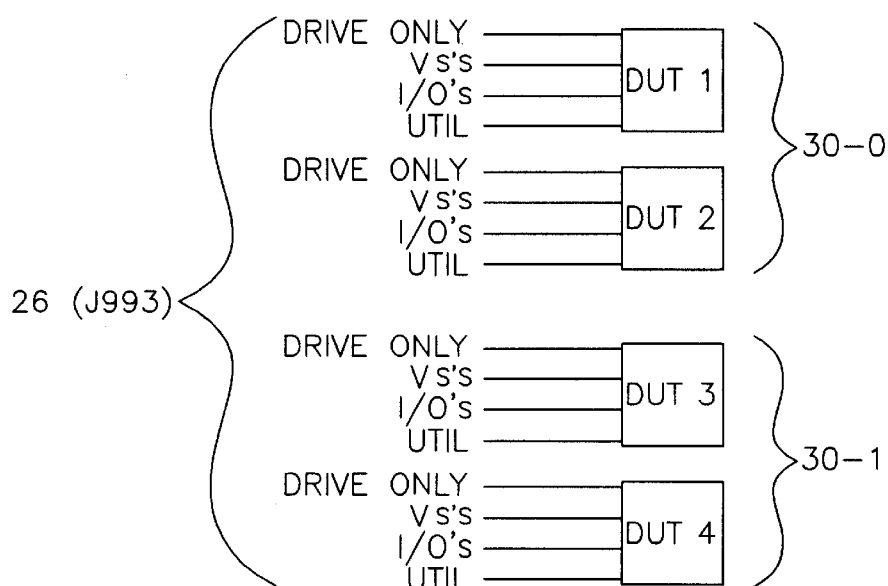 DRIVE ONLY
VS'S
I/O'S
UTIL
DUT 1
DRIVE ONLY
VS'S
I/O'S
UTIL
DUT 2
30-0
26 (J993)
DRIVE ONLY
VS'S
I/O'S
UTIL
DUT 3
DRIVE ONLY
VS'S
I/O'S
UTIL
DUT 4
30-1